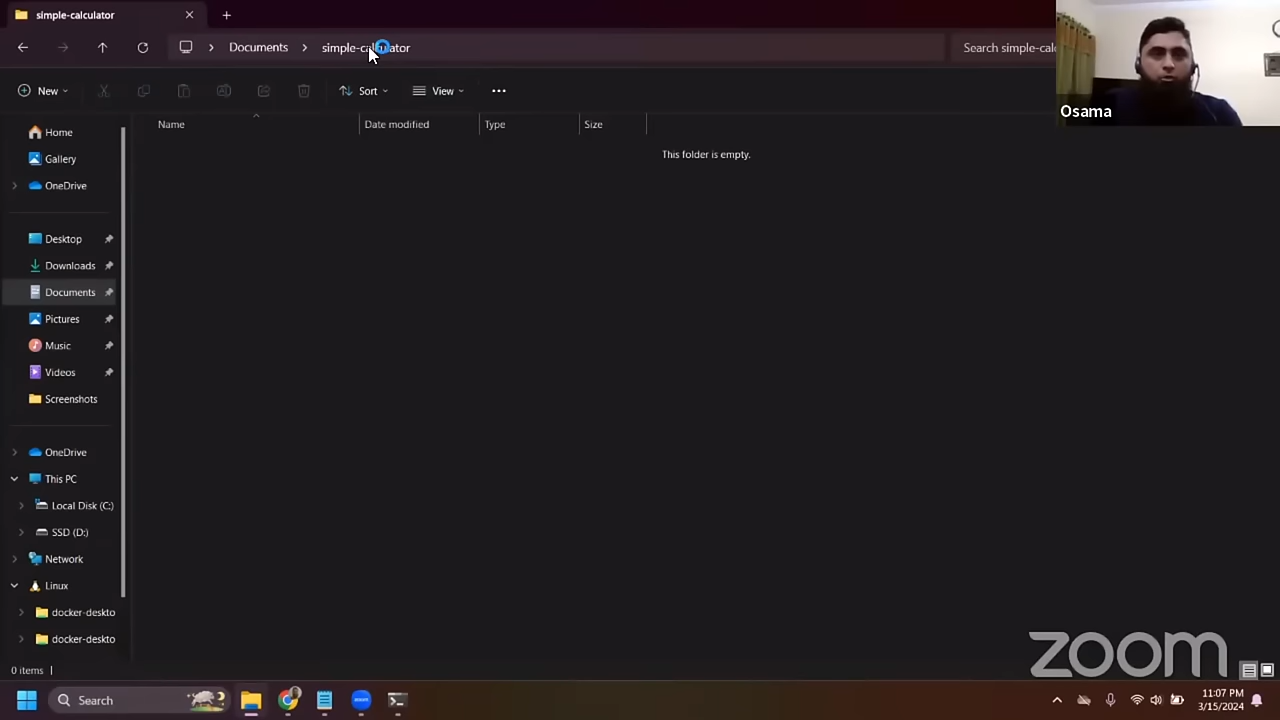 simple-calculator
Documents
simple-calculator
Search simple-calc
New
Sort
View
Osama
Name
Date modified
Type
Size
This folder is empty.
Home
Gallery
OneDrive
Desktop
Downloads
Documents
Pictures
Music
Videos
Screenshots
OneDrive
This PC
Local Disk (C:)
SSD (D:)
Network
Linux
docker-deskto
docker-deskto
0 items
zoom
Search
zoom
11:07 PM
3/15/2024